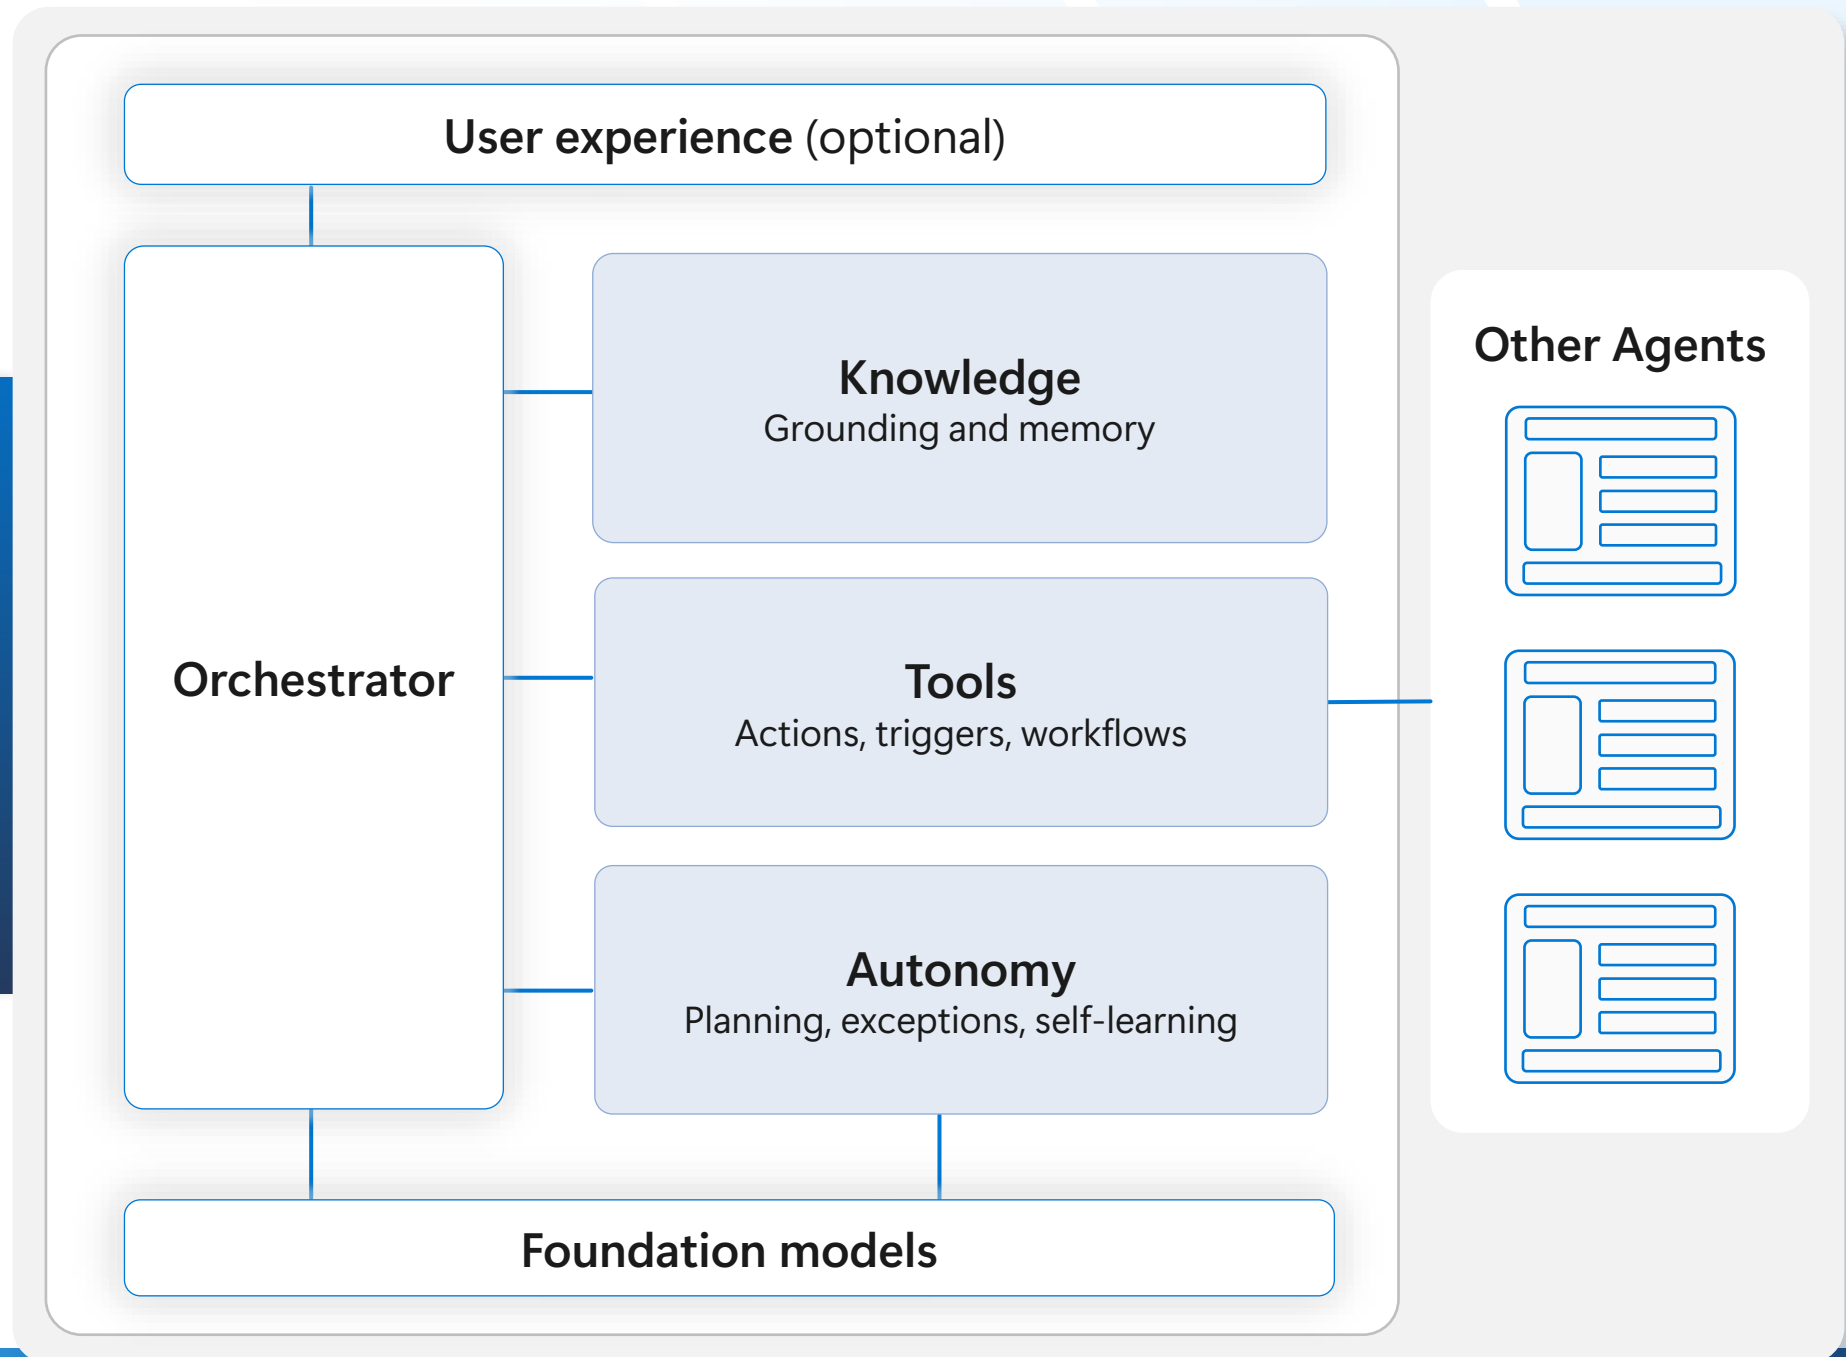 User experience (optional)
Orchestrator
Knowledge
Grounding and memory
Tools
Actions, triggers, workflows
Autonomy
Planning, exceptions, self-learning
Foundation models
Other Agents